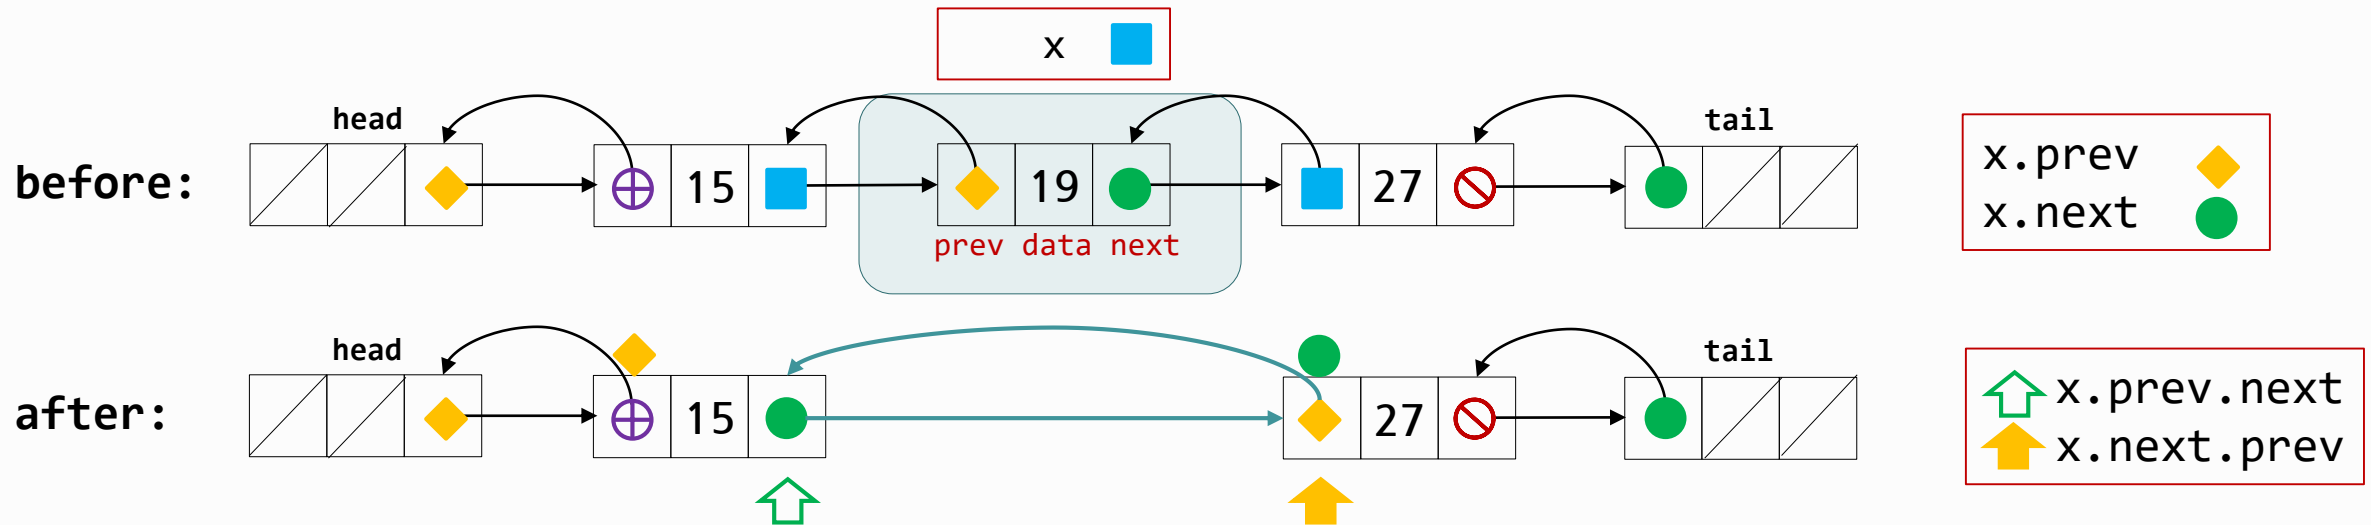 x
before:
head
15
19
27
tail
prev data next
x.prev
x.next
after:
head
15
27
tail
x.prev.next
x.next.prev